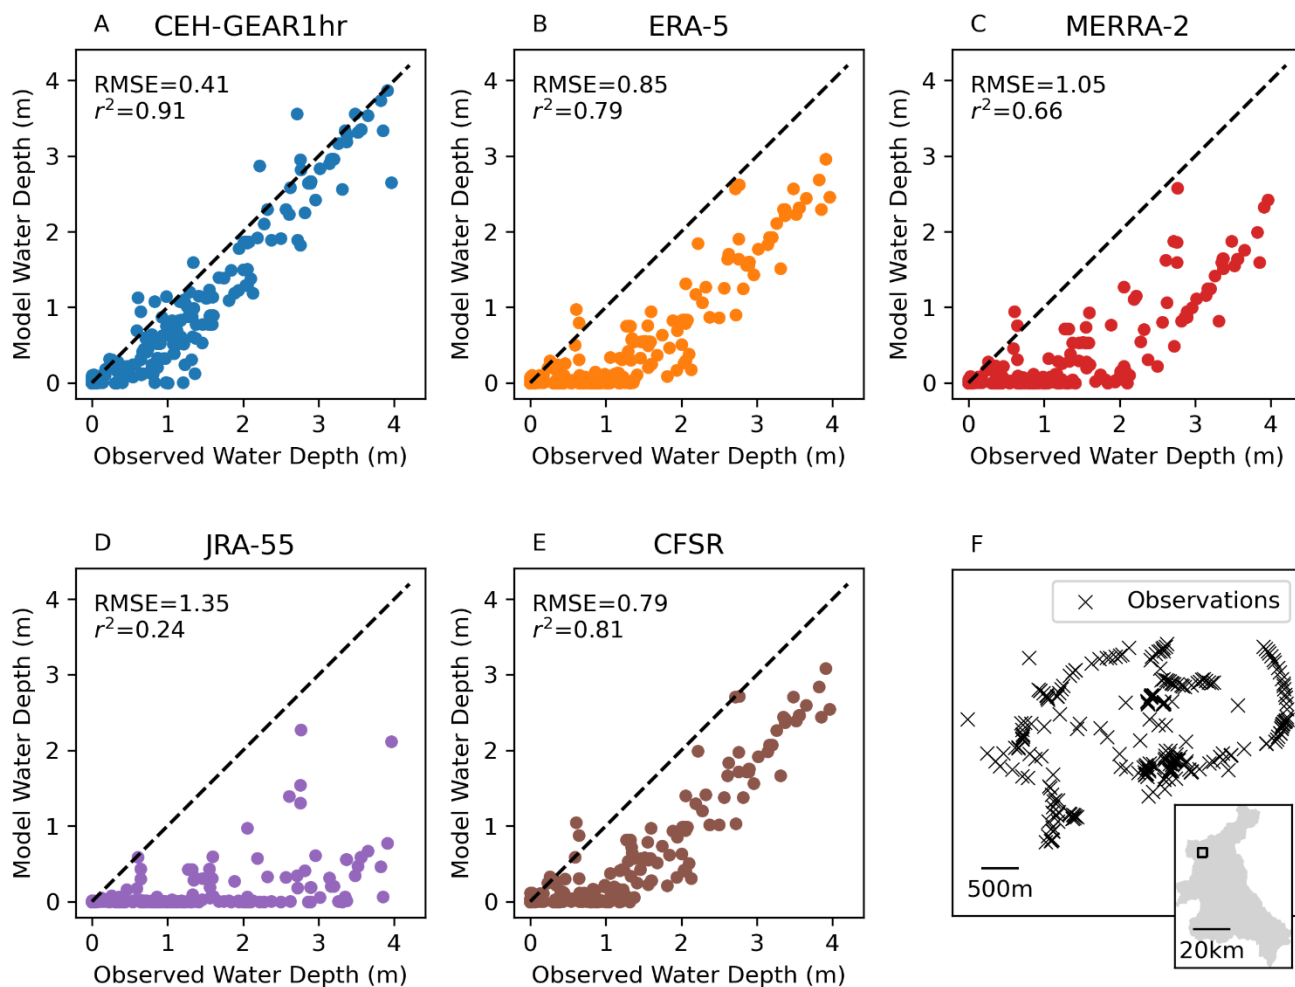 A CEH-GEAR1hr
RMSE=0.41
r²=0.91
Model Water Depth (m)
4
3
2
1
0
0 1 2 3 4
Observed Water Depth (m)
B ERA-5
RMSE=0.85
r²=0.79
Model Water Depth (m)
4
3
2
1
0
0 1 2 3 4
Observed Water Depth (m)
C MERRA-2
RMSE=1.05
r²=0.66
Model Water Depth (m)
4
3
2
1
0
0 1 2 3 4
Observed Water Depth (m)
D JRA-55
RMSE=1.35
r²=0.24
Model Water Depth (m)
4
3
2
1
0
0 1 2 3 4
Observed Water Depth (m)
E CFSR
RMSE=0.79
r²=0.81
Model Water Depth (m)
4
3
2
1
0
0 1 2 3 4
Observed Water Depth (m)
F
Observations
500m
20km